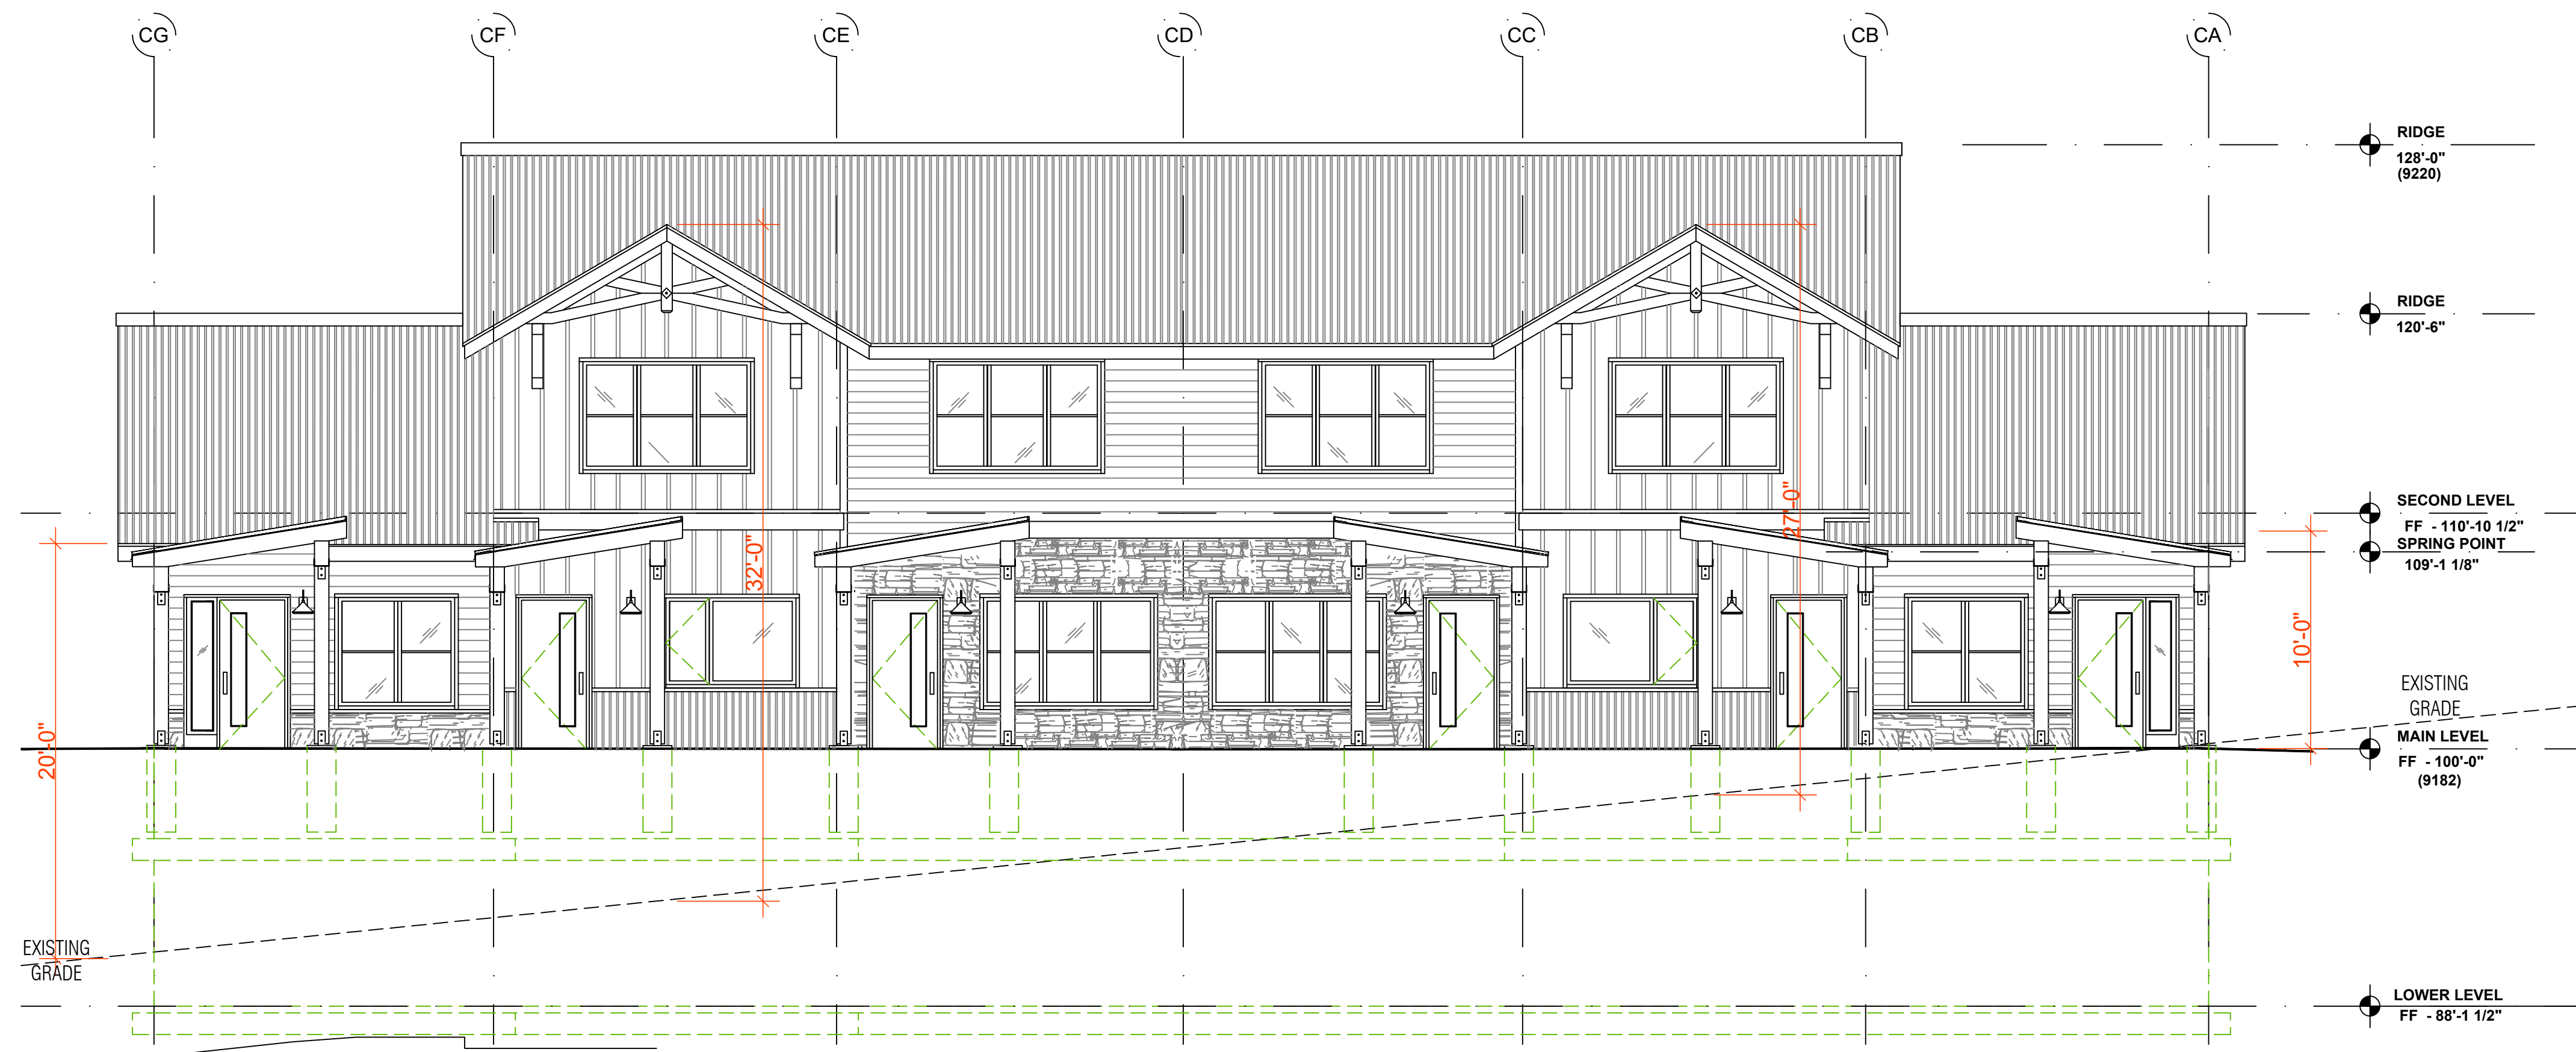 CG CF CE CD CC CB CA
RIDGE
128'-0"
(9220)
RIDGE
120'-6"
SECOND LEVEL
FF - 110'-10 1/2"
SPRING POINT
109'-1 1/8"
32'-0"
27'-0"
10'-0"
20'-0"
EXISTING
GRADE
MAIN LEVEL
FF - 100'-0"
(9182)
EXISTING
GRADE
LOWER LEVEL
FF - 88'-1 1/2"